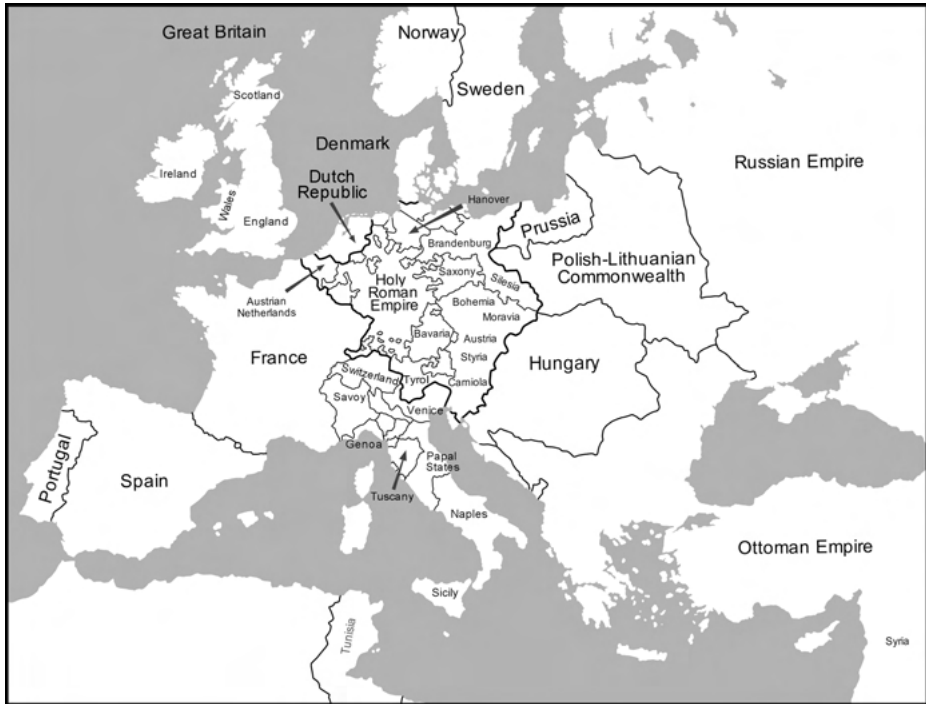 Great Britain
Norway
Sweden
Scotland
Denmark
Ireland
Dutch
Republic
Russian Empire
Wales
England
Hanover
Prussia
Brandenburg
Polish-Lithuanian
Commonwealth
Saxony
Silesia
Holy
Roman
Empire
Austrian
Netherlands
Bohemia
Moravia
Bavaria
Austria
France
Styria
Hungary
Switzerland
Tyrol
Carniola
Savoy
Venice
Portugal
Genoa
Papal
States
Spain
Tuscany
Naples
Ottoman Empire
Sicily
Tunisia
Syria